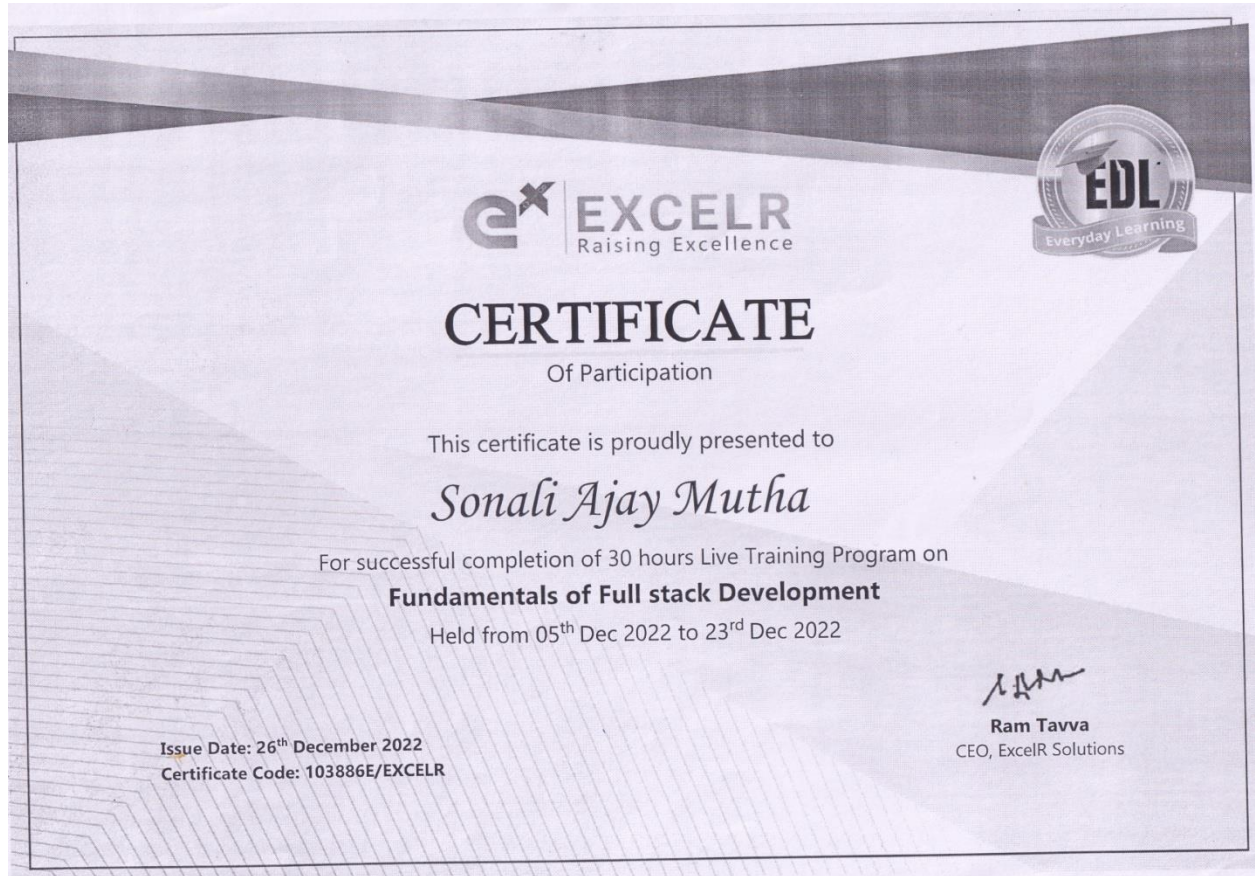 EXCELR
Raising Excellence
EDL
Everyday Learning
CERTIFICATE
Of Participation
This certificate is proudly presented to
Sonali Ajay Mutha
For successful completion of 30 hours Live Training Program on
Fundamentals of Full stack Development
Held from 05th Dec 2022 to 23rd Dec 2022
Ram Tavva
CEO, ExcelR Solutions
Issue Date: 26th December 2022
Certificate Code: 103886E/EXCELR